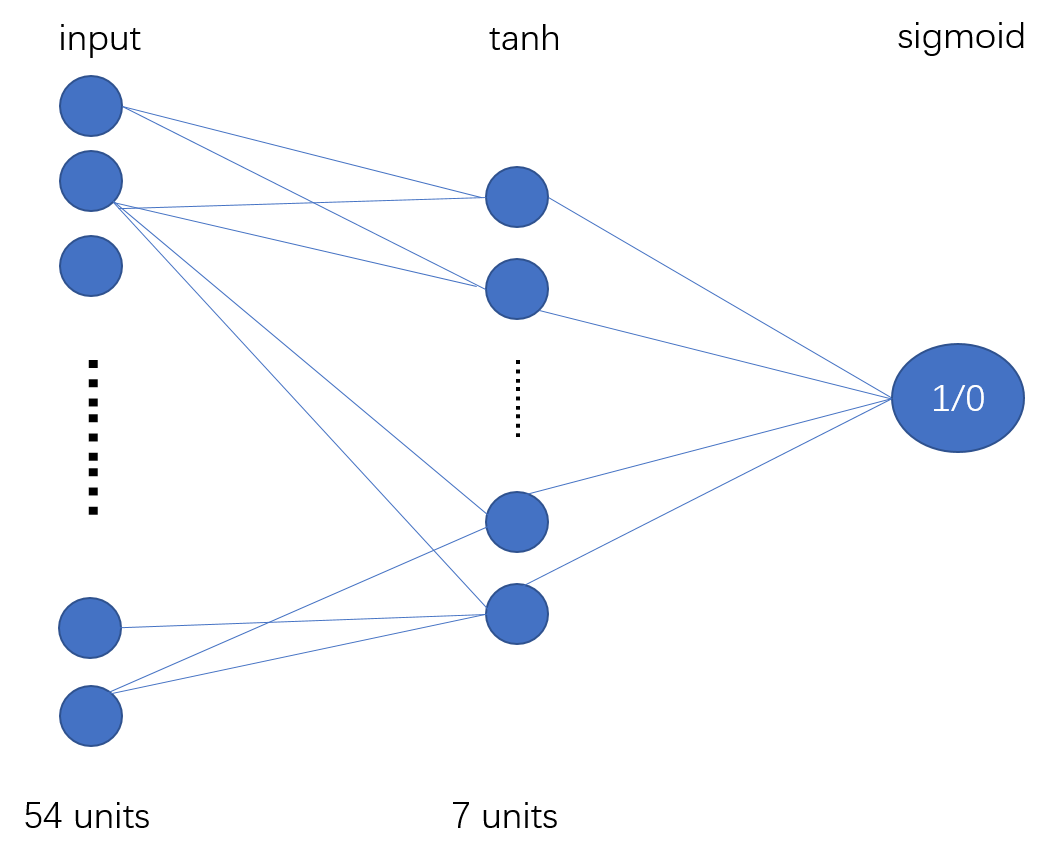 input
tanh
sigmoid
1/0
54 units
7 units